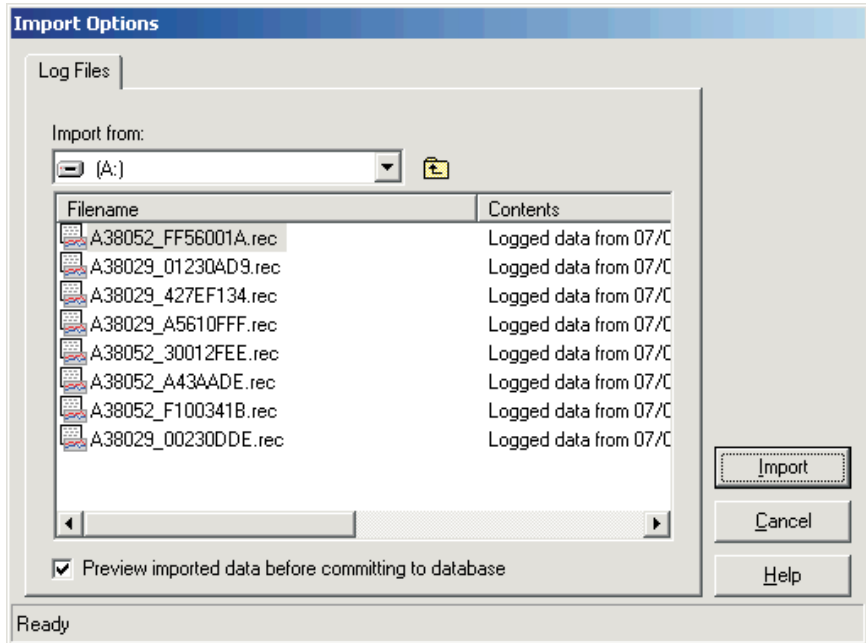 Import Options
Log Files
Import from:
(A:)
Filename Contents
A38052_FF56001A.rec Logged data from 07/0
A38029_01230AD9.rec Logged data from 07/0
A38029_427EF134.rec Logged data from 07/0
A38029_A5610FFF.rec Logged data from 07/0
A38052_30012FEE.rec Logged data from 07/0
A38052_A43AADE.rec Logged data from 07/0
A38052_F100341B.rec Logged data from 07/0
A38029_00230DDE.rec Logged data from 07/0
Import
Cancel
Preview imported data before committing to database
Help
Ready